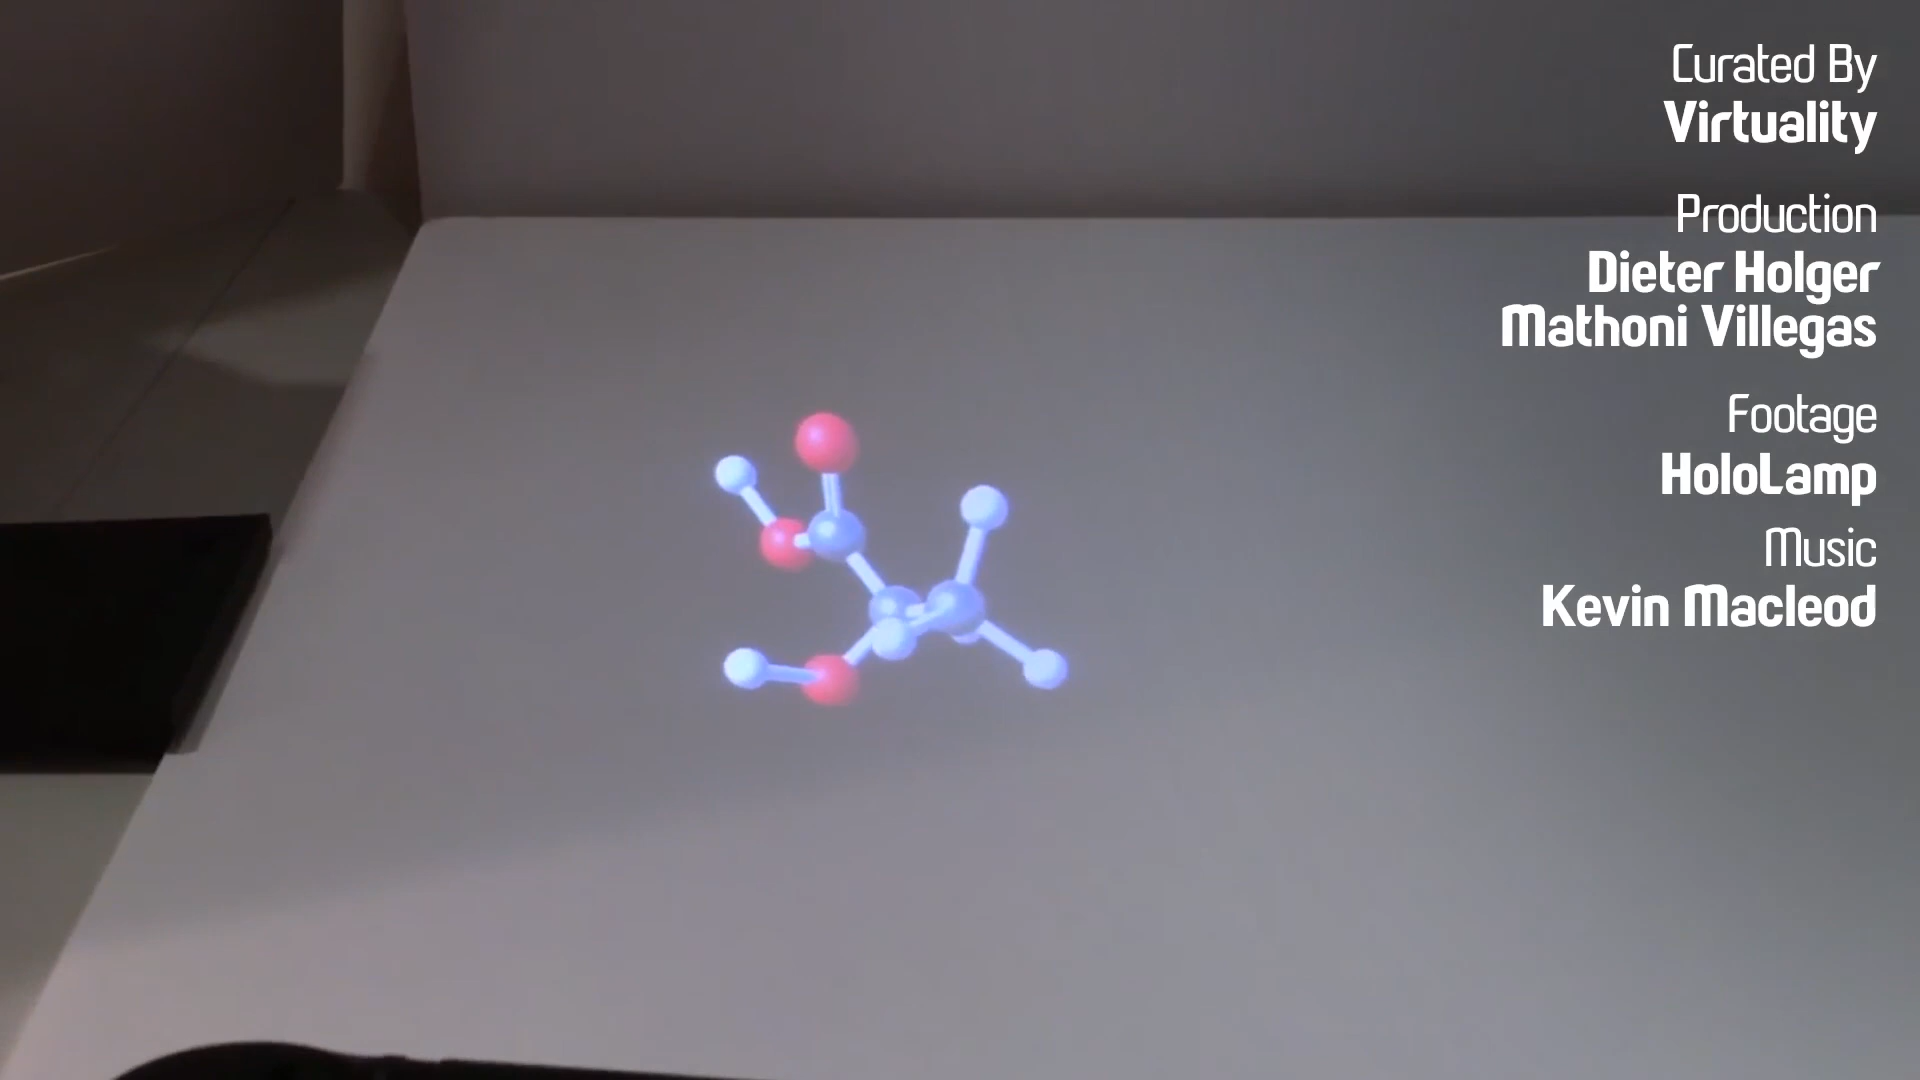 Curated By
Virtuality
Production
Dieter Holger
Mathoni Villegas
Footage
HoloLamp
Music
Kevin Macleod